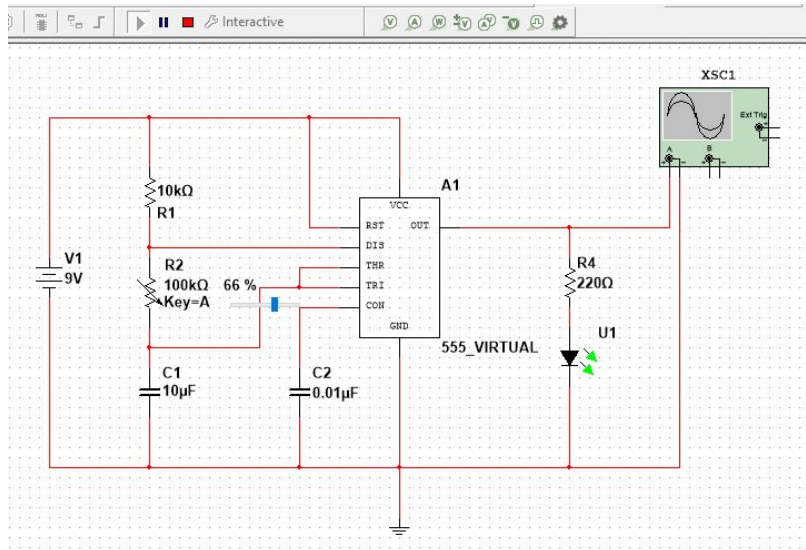 Interactive
V
A
W
V
A
V
XSC1
Ext Trig
A
B
10kΩ
R1
A1
VCC
RST OUT
DIS
THR
TRI
CON
GND
555_VIRTUAL
V1
9V
R2
100kΩ 66 %
Key=A
R4
220Ω
U1
C1
10µF
C2
0.01µF